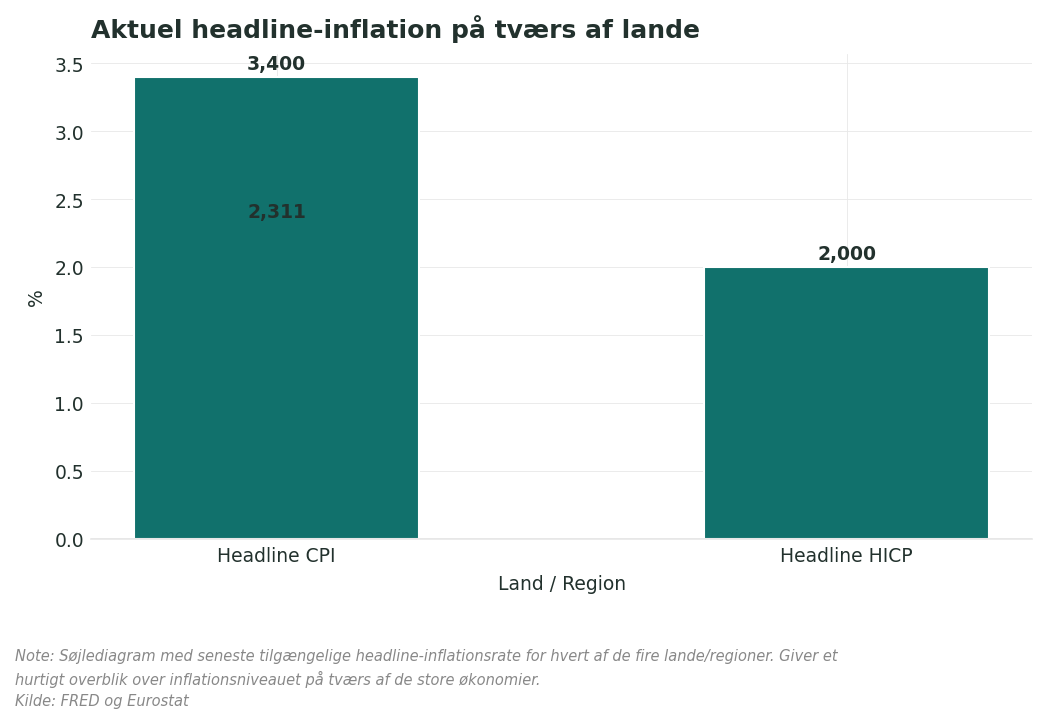 Aktuel headline-inflation på tværs af lande
3,400
3.5
3.0
2.5
2,311
2,000
2.0
%
1.5
1.0
0.5
0.0
Headline CPI
Headline HICP
Land / Region
Note: Søjlediagram med seneste tilgængelige headline-inflationsrate for hvert af de fire lande/regioner. Giver et
hurtigt overblik over inflationsniveauet på tværs af de store økonomier.
Kilde: FRED og Eurostat